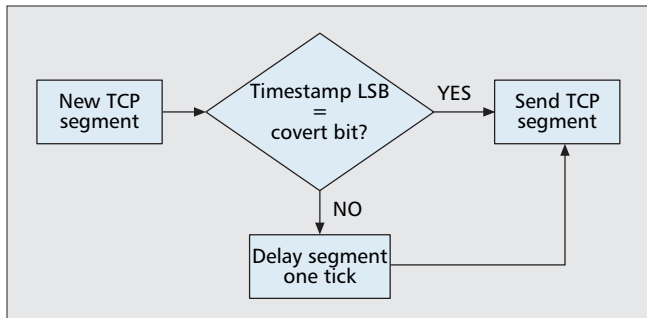 New TCP
segment
Timestamp LSB
=
covert bit?
YES
Send TCP
segment
NO
Delay segment
one tick